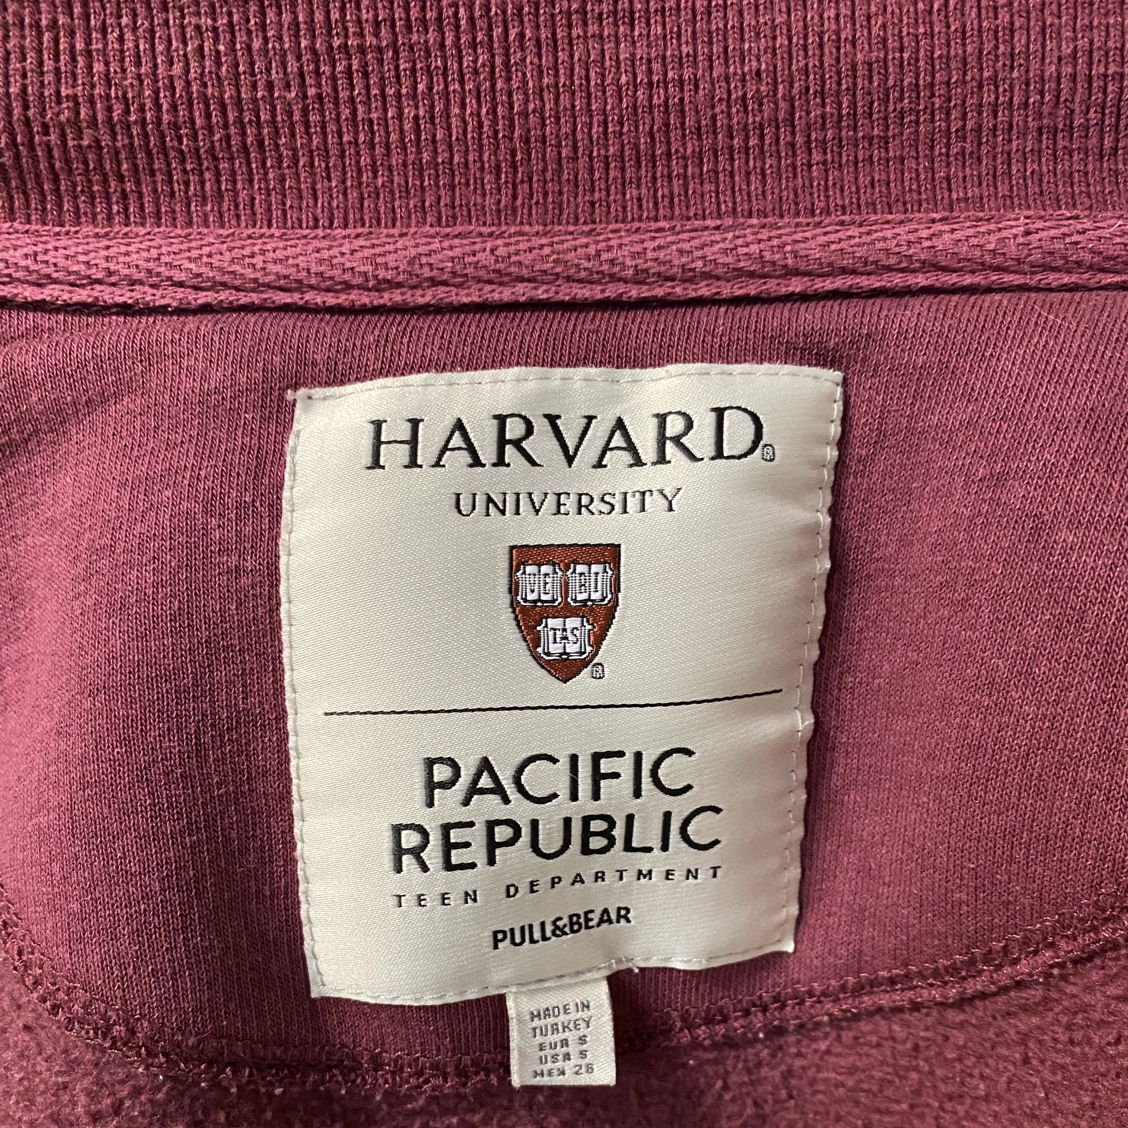 HARVARD®
UNIVERSITY
VE RI
TAS
®
PACIFIC
REPUBLIC
TEEN DEPARTMENT
PULL&BEAR
MADE IN
TURKEY
EUR S
USA S
MEX 26